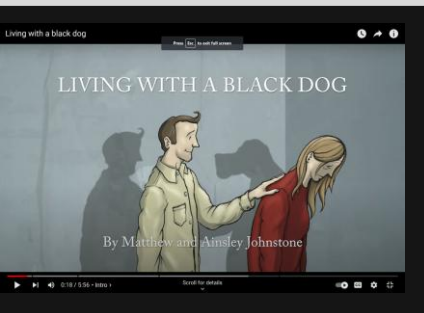 Living with a black dog
Press Esc to exit full screen
LIVING WITH A BLACK DOG
By Matthew and Ainsley Johnstone
0:18 / 5:56 • Intro ›
Scroll for details